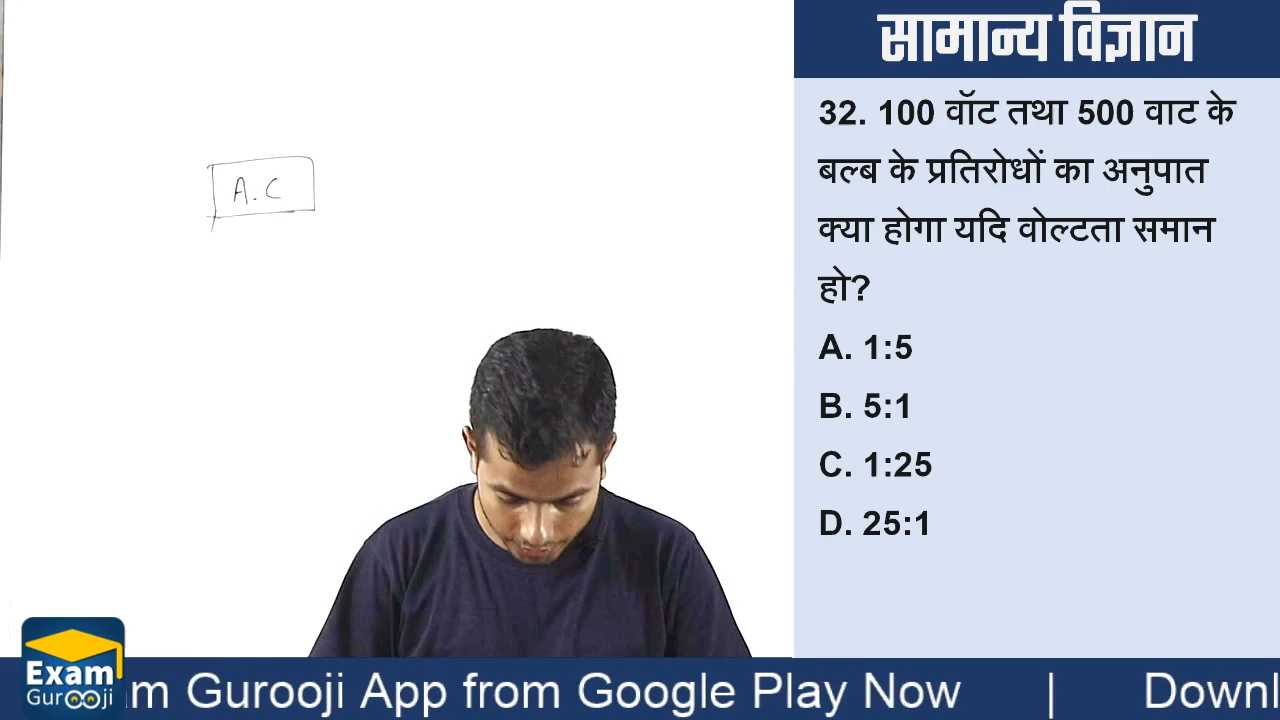 सामान्य विज्ञान
32. 100 वॉट तथा 500 वाट के
बल्ब के प्रतिरोधों का अनुपात
क्या होगा यदि वोल्टता समान
हो?
A. 1:5
B. 5:1
C. 1:25
D. 25:1
A.C
Exam
Gurooji
m Gurooji App from Google Play Now | Downl